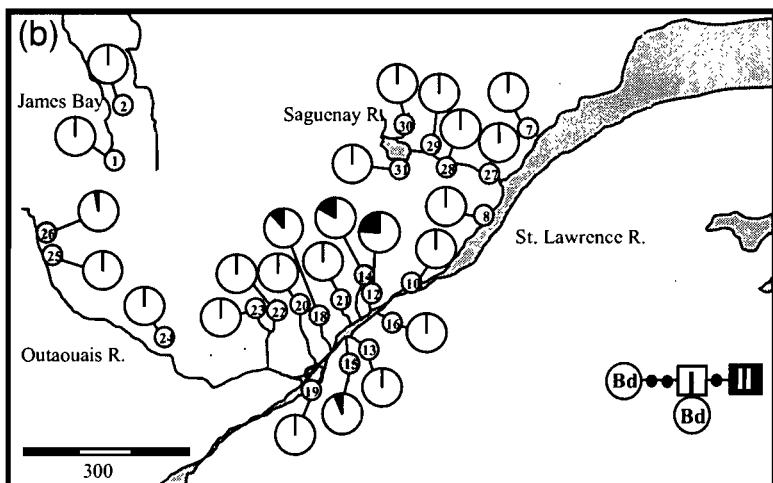 (b)
James Bay
2
1
Saguenay R.
30
29
7
28
31
27
8
St. Lawrence R.
26
25
14
12
10
23
22
20
18
21
16
24
13
15
Outaouais R.
19
Bd
I
II
Bd
300